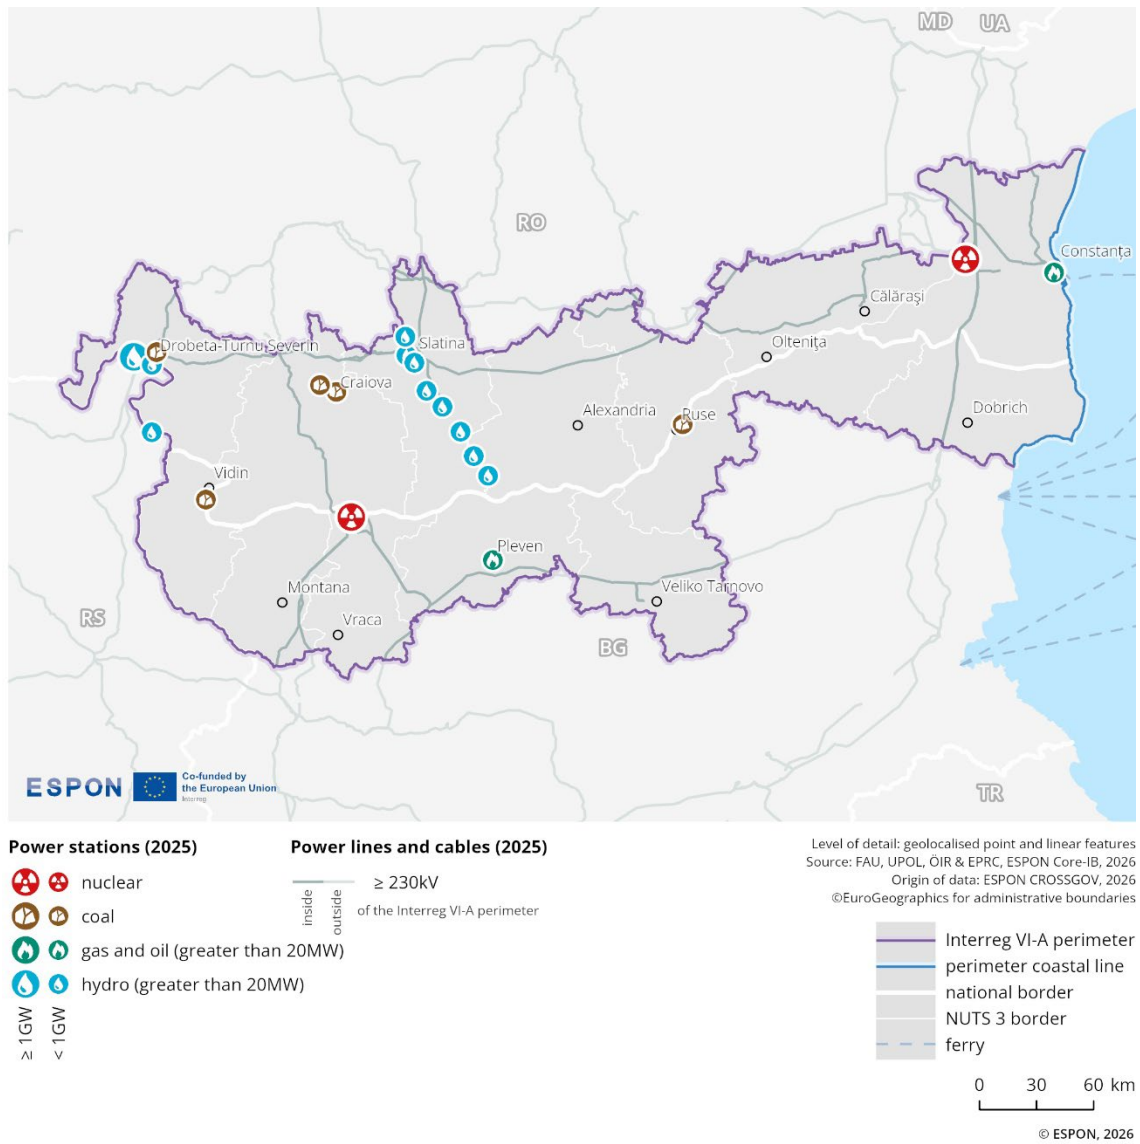 MD
UA
RO
Constanța
Călărași
Drobeta-Turnu Severin
Slatina
Oltenița
Craiova
Alexandria
Ruse
Dobrich
Vidin
Pleven
Montana
Veliko Tarnovo
Vraca
RS
BG
TR
ESPON
Co-funded by
the European Union
Interreg
Power stations (2025)
nuclear
coal
gas and oil (greater than 20MW)
hydro (greater than 20MW)
≥ 1GW
< 1GW
Power lines and cables (2025)
≥ 230kV
inside
outside
of the Interreg VI-A perimeter
Level of detail: geolocalised point and linear features
Source: FAU, UPOL, ÖIR & EPRC, ESPON Core-IB, 2026
Origin of data: ESPON CROSSGOV, 2026
©EuroGeographics for administrative boundaries
Interreg VI-A perimeter
perimeter coastal line
national border
NUTS 3 border
ferry
0 30 60 km
© ESPON, 2026